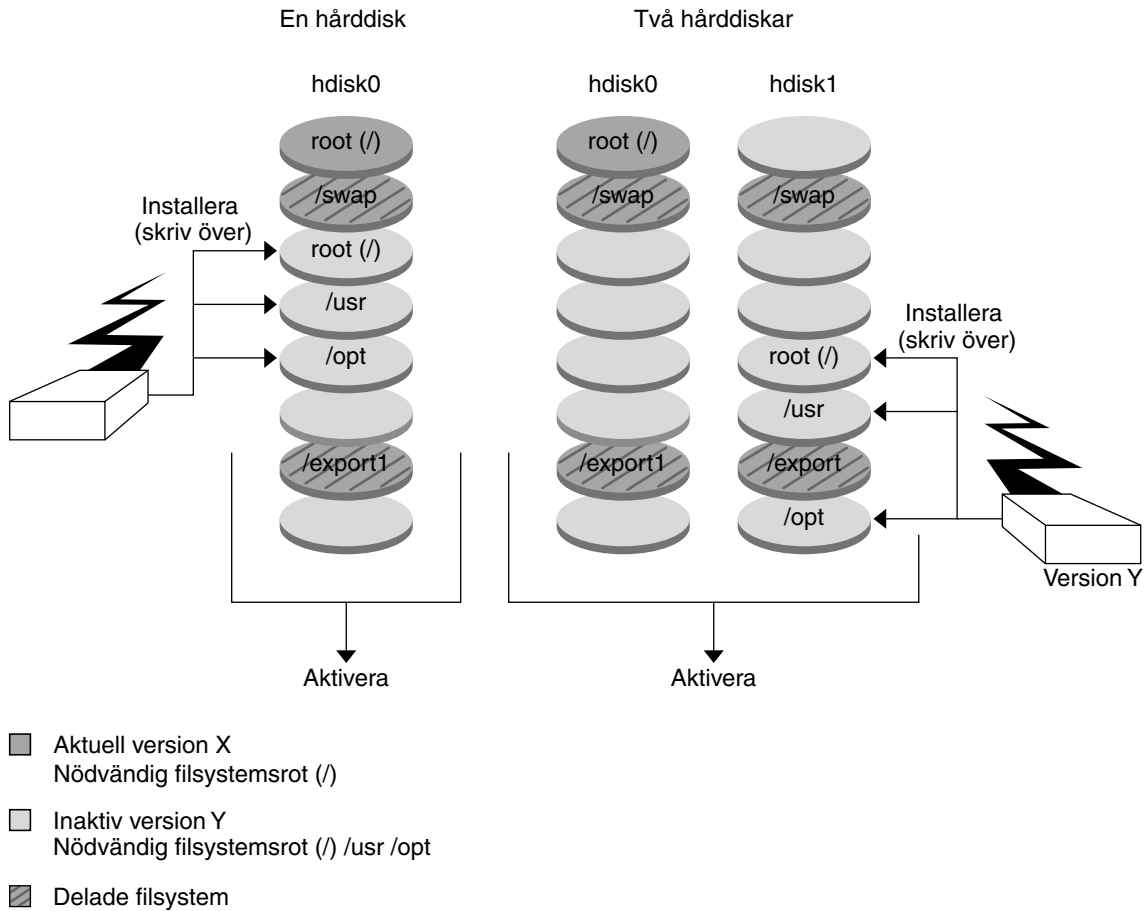 En hårddisk
Två hårddiskar
hdisk0
hdisk0
hdisk1
root (/)
/swap
root (/)
/usr
/opt
/export1
Installera
(skriv över)
root (/)
/swap
/export1
/swap
root (/)
/usr
/export
/opt
Installera
(skriv över)
Version Y
Aktivera
Aktivera
Aktuell version X
Nödvändig filsystemsrot (/)
Inaktiv version Y
Nödvändig filsystemsrot (/) /usr /opt
Delade filsystem